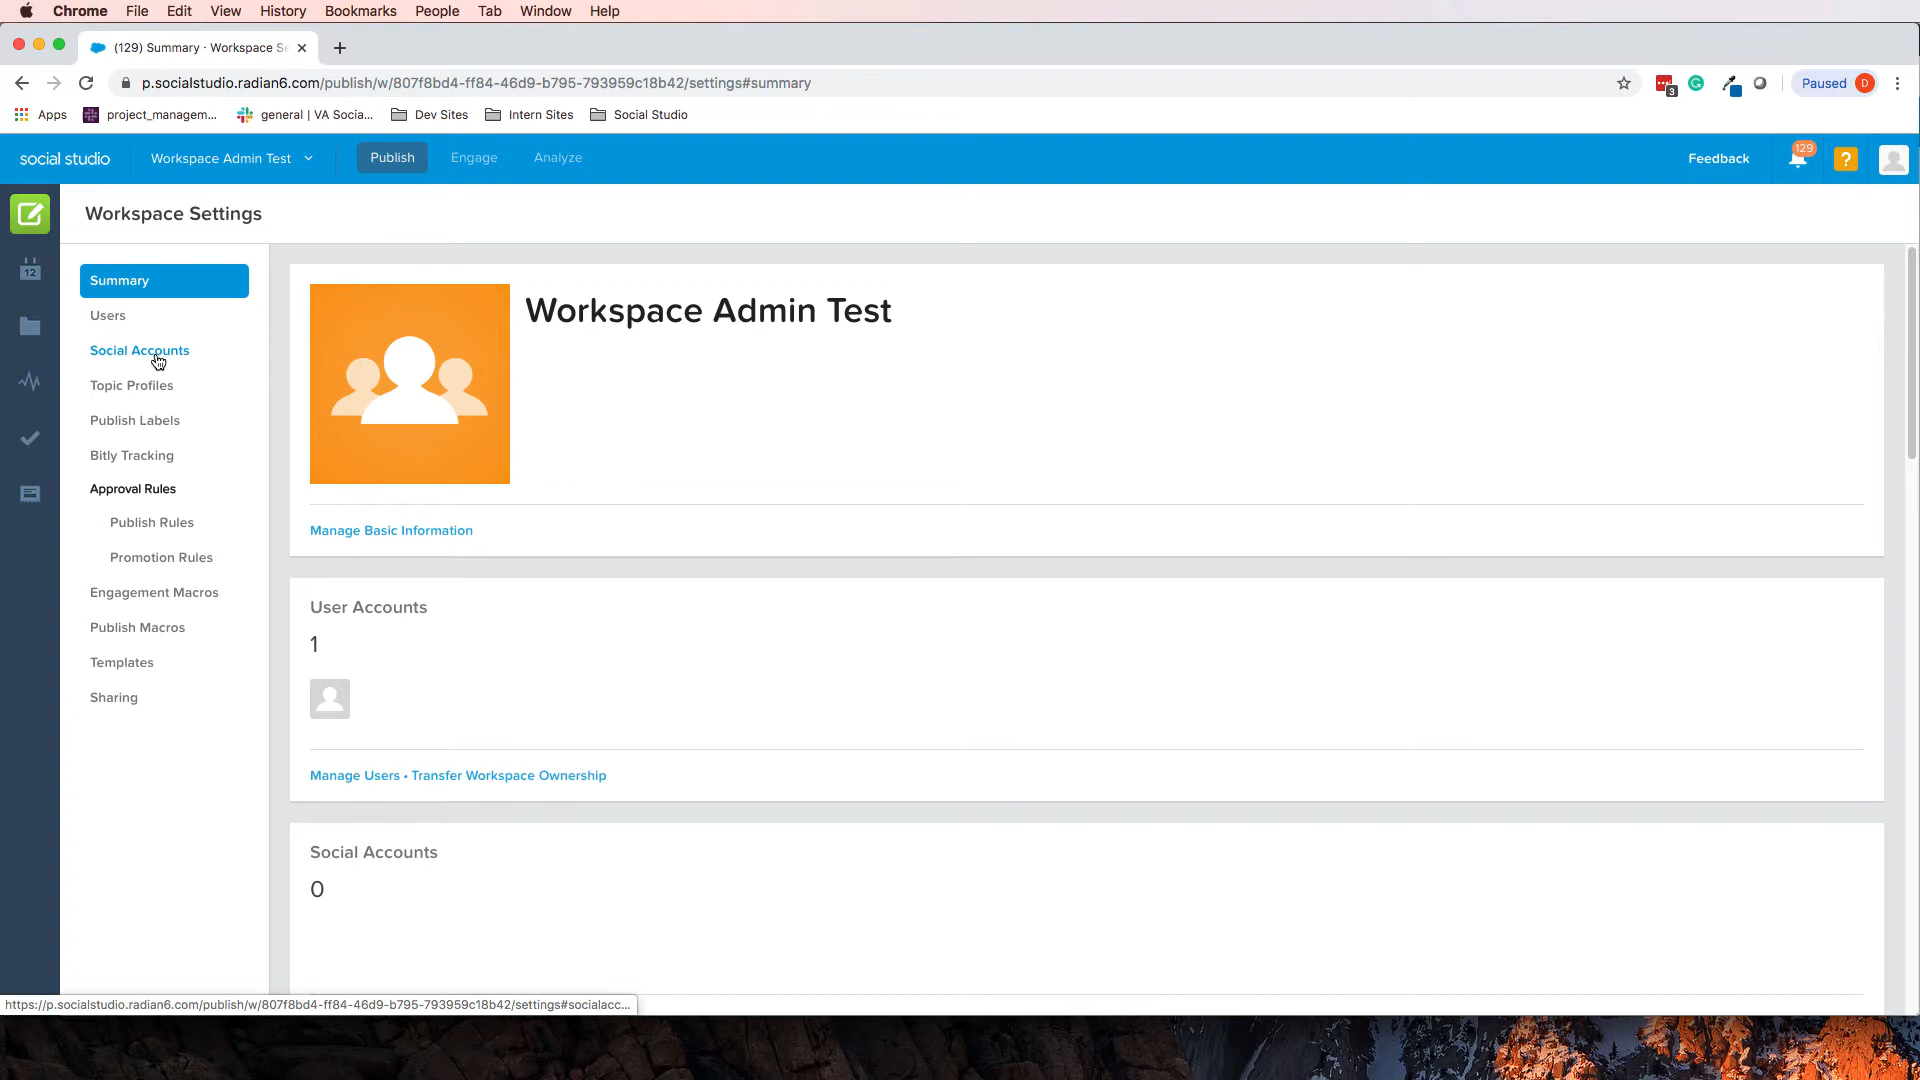 Chrome File Edit View History Bookmarks People Tab Window Help
(129) Summary · Workspace Se
p.socialstudio.radian6.com/publish/w/807f8bd4-ff84-46d9-b795-793959c18b42/settings#summary
3
Paused D
Apps project_managem... general | VA Socia... Dev Sites Intern Sites Social Studio
social studio Workspace Admin Test Publish Engage Analyze Feedback 129 ?
Workspace Settings
12
Summary
Users
Social Accounts
Topic Profiles
Publish Labels
Bitly Tracking
Approval Rules
Publish Rules
Promotion Rules
Engagement Macros
Publish Macros
Templates
Sharing
Workspace Admin Test
Manage Basic Information
User Accounts
1
Manage Users • Transfer Workspace Ownership
Social Accounts
0
https://p.socialstudio.radian6.com/publish/w/807f8bd4-ff84-46d9-b795-793959c18b42/settings#socialacc...